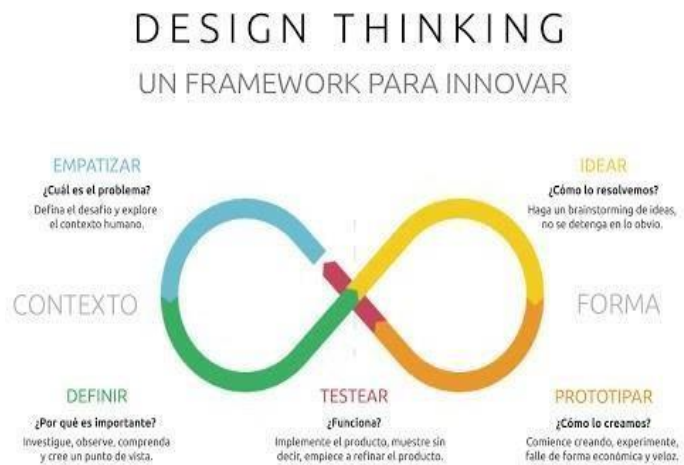 DESIGN THINKING
UN FRAMEWORK PARA INNOVAR
EMPATIZAR
¿Cuál es el problema?
Defina el desafío y explore
el contexto humano.
IDEAR
¿Cómo lo resolvemos?
Haga un brainstorming de ideas,
no se detenga en lo obvio.
CONTEXTO
FORMA
DEFINIR
¿Por qué es importante?
Investigue, observe, comprenda
y cree un punto de vista.
TESTEAR
¿Funciona?
Implemente el producto, muestre sin
decir, empiece a refinar el producto.
PROTOTIPAR
¿Cómo lo creamos?
Comience creando, experimente,
falle de forma económica y veloz.